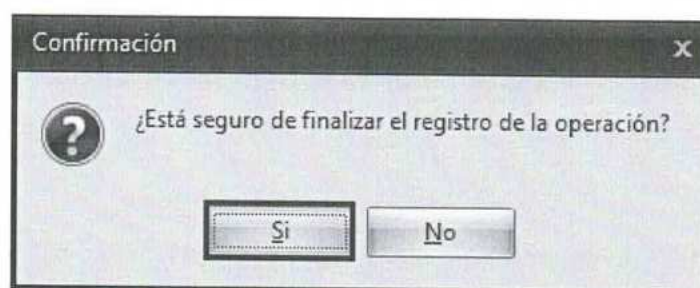 Confirmación
x
¿Está seguro de finalizar el registro de la operación?
Si
No